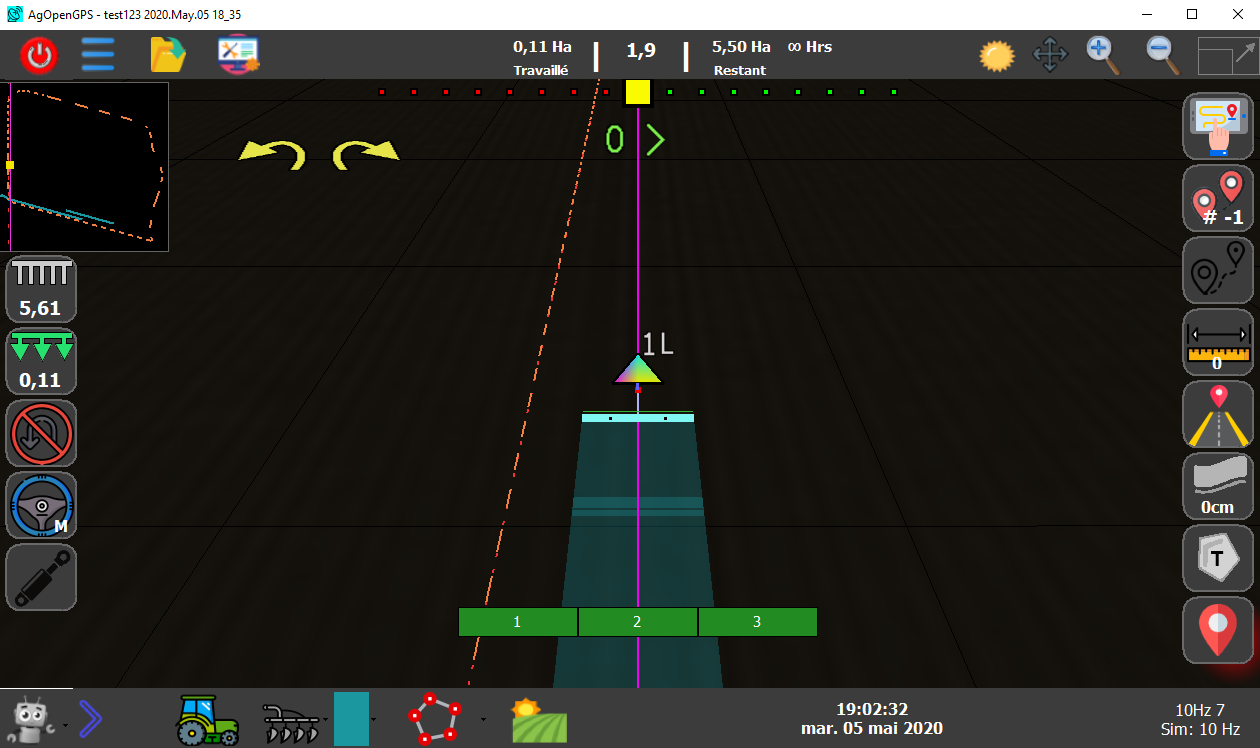 AgOpenGPS - test123 2020.May.05 18_35
0,11 Ha
Travaillé
1,9
5,50 Ha ∞ Hrs
Restant
0 >
# -1
5,61
0
0,11
1L
M
0cm
T
1
2
3
19:02:32
mar. 05 mai 2020
10Hz 7
Sim: 10 Hz